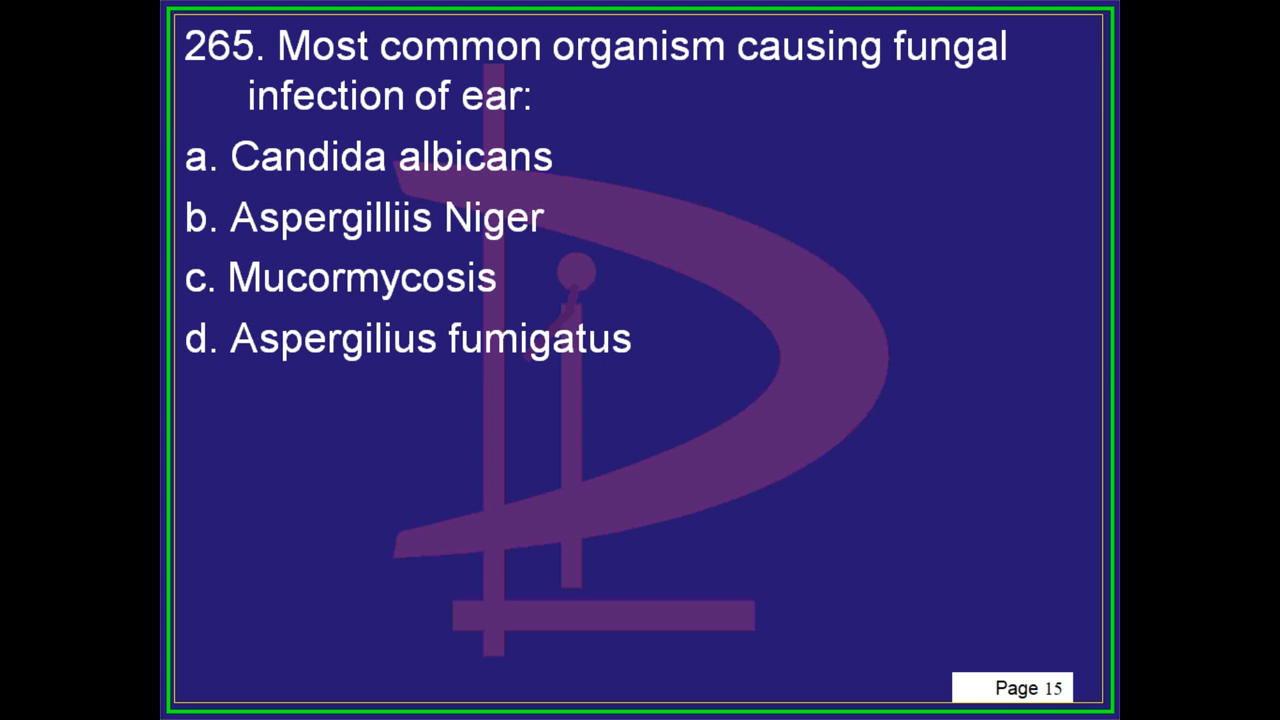 265. Most common organism causing fungal
infection of ear:
a. Candida albicans
b. Aspergilliis Niger
c. Mucormycosis
d. Aspergilius fumigatus
Page 15